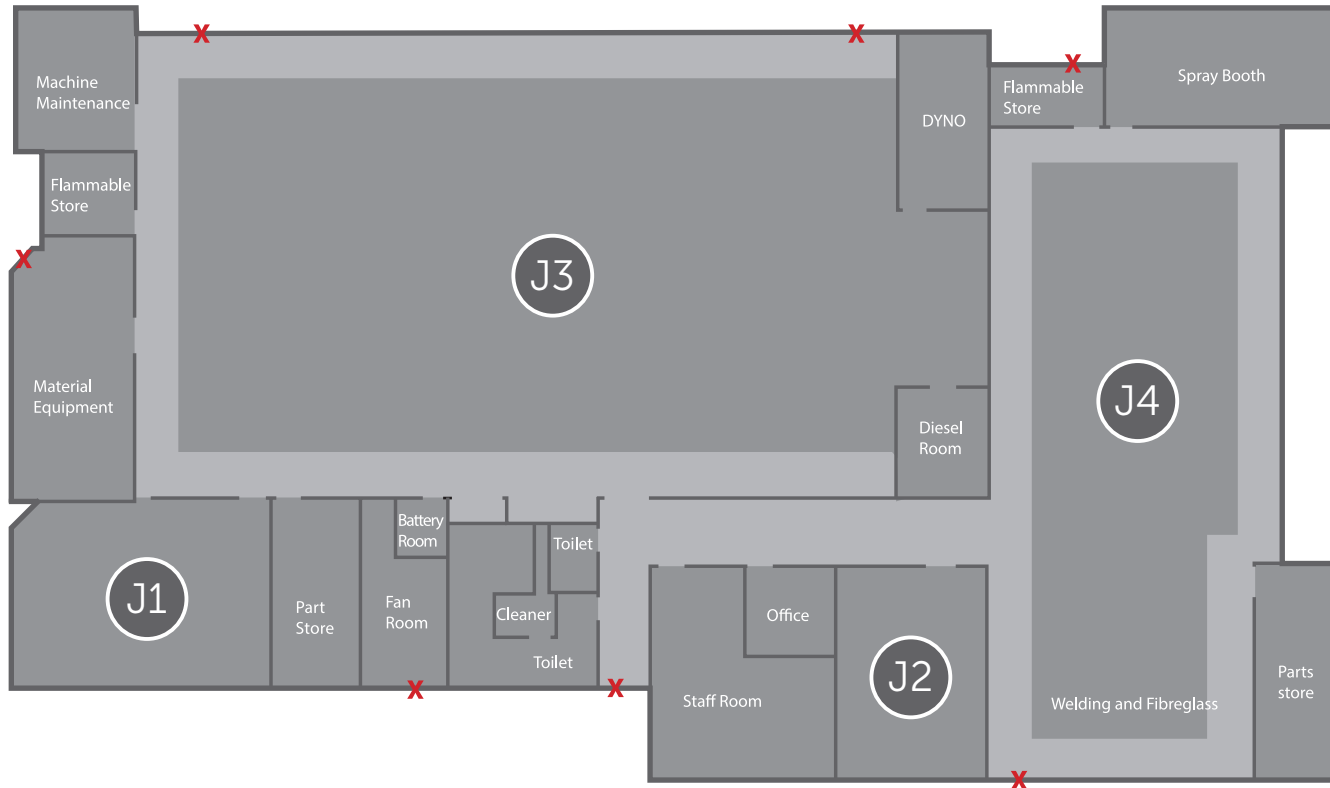 X
X
X
Machine
Maintenance
Flammable
Store
Spray Booth
DYNO
Flammable
Store
X
J3
Material
Equipment
J4
Diesel
Room
Battery
Room
Toilet
J1
Part
Store
Fan
Room
Cleaner
Office
Toilet
J2
Staff Room
Welding and Fibreglass
Parts
store
X
X
X